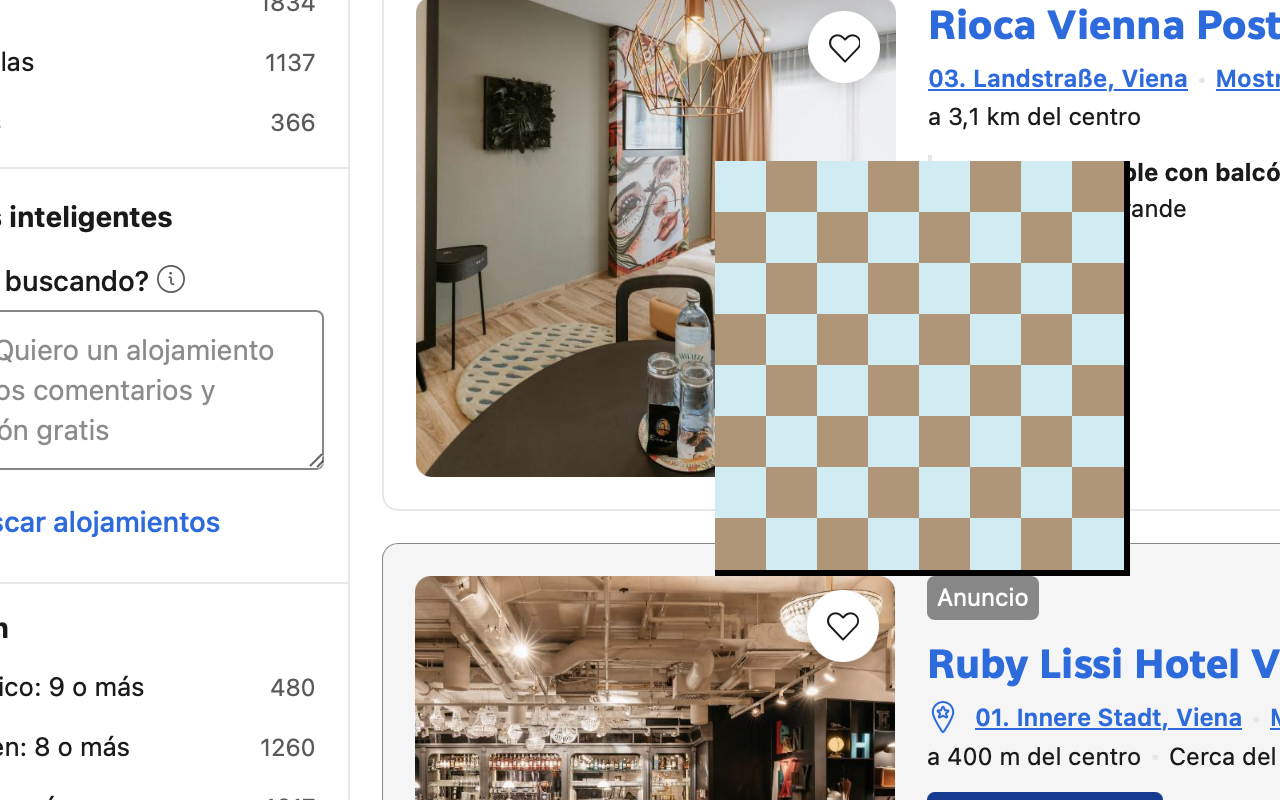 1834
las
1137
366
inteligentes
buscando?
Quiero un alojamiento
os comentarios y
ón gratis
car alojamientos
ico: 9 o más
480
en: 8 o más
1260
Rioca Vienna Post
03. Landstraße, Viena
Mostr
a 3,1 km del centro
ble con balcó
rande
Anuncio
Ruby Lissi Hotel V
01. Innere Stadt, Viena
a 400 m del centro
Cerca del